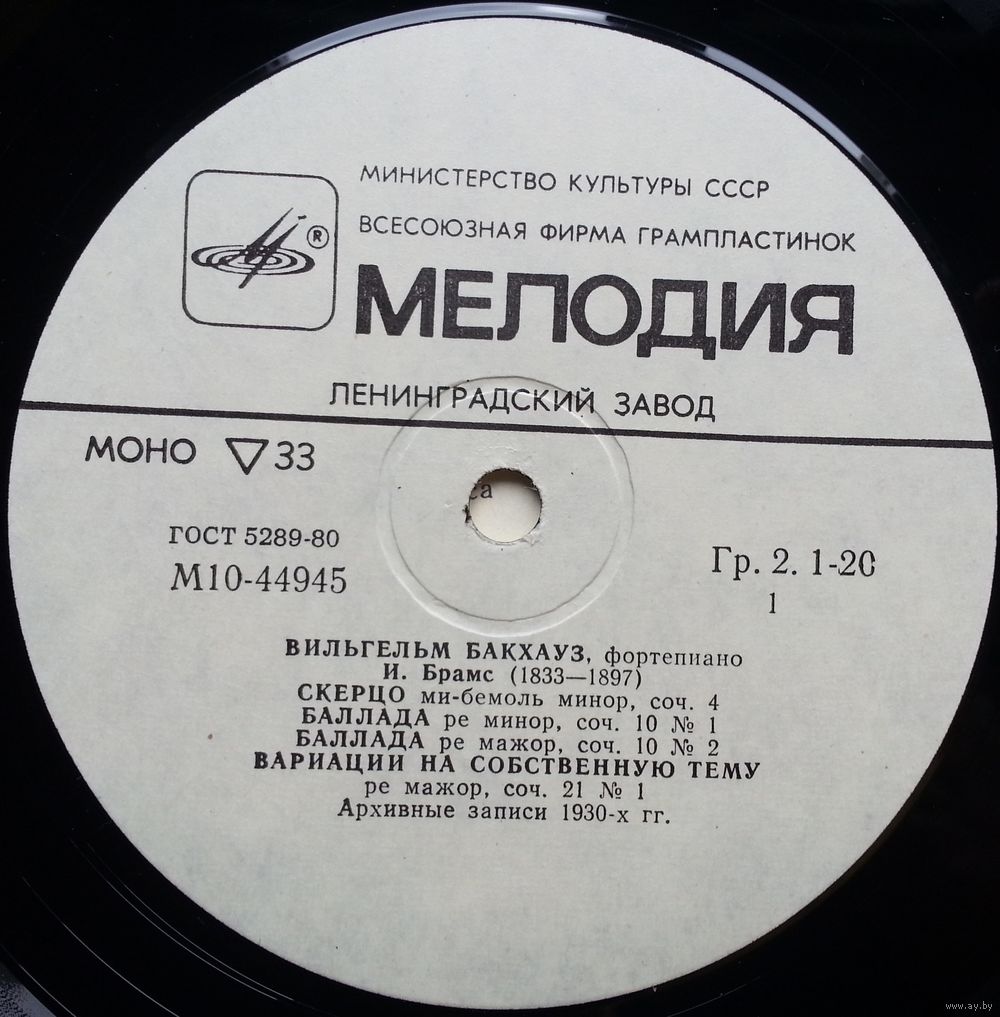 МИНИСТЕРСТВО КУЛЬТУРЫ СССР
ВСЕСОЮЗНАЯ ФИРМА ГРАМПЛАСТИНОК
®
МЕЛОДИЯ
ЛЕНИНГРАДСКИЙ ЗАВОД
МОНО ▽ 33
ГОСТ 5289-80
М10-44945
Гр. 2. 1-20
1
ВИЛЬГЕЛЬМ БАКХАУЗ, фортепиано
И. Брамс (1833—1897)
СКЕРЦО ми-бемоль минор, соч. 4
БАЛЛАДА ре минор, соч. 10 № 1
БАЛЛАДА ре мажор, соч. 10 № 2
ВАРИАЦИИ НА СОБСТВЕННУЮ ТЕМУ
ре мажор, соч. 21 № 1
Архивные записи 1930-х гг.
www.ay.by